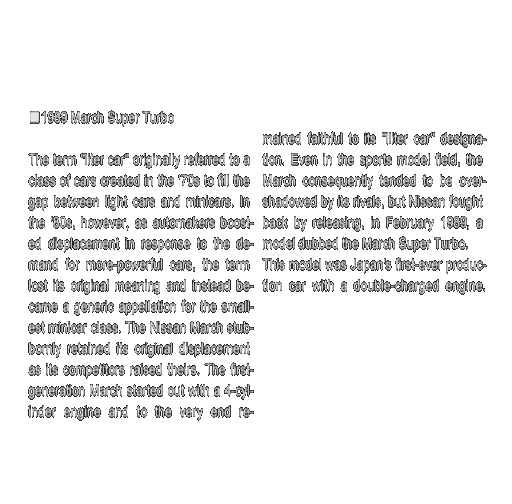 □1989 March Super Turbo
The term "liter car" originally referred to a
class of cars created in the '70s to fill the
gap between light cars and minicars. In
the '80s, however, as automakers boost-
ed displacement in response to the de-
mand for more-powerful cars, the term
lost its original meaning and instead be-
came a generic appellation for the small-
est minicar class. The Nissan March stub-
bornly retained its original displacement
as its competitors raised theirs. The first-
generation March started out with a 4-cyl-
inder engine and to the very end re-
mained faithful to its "liter car" designa-
tion. Even in the sports model field, the
March consequently tended to be over-
shadowed by its rivals, but Nissan fought
back by releasing, in February 1989, a
model dubbed the March Super Turbo.
This model was Japan's first-ever produc-
tion car with a double-charged engine.